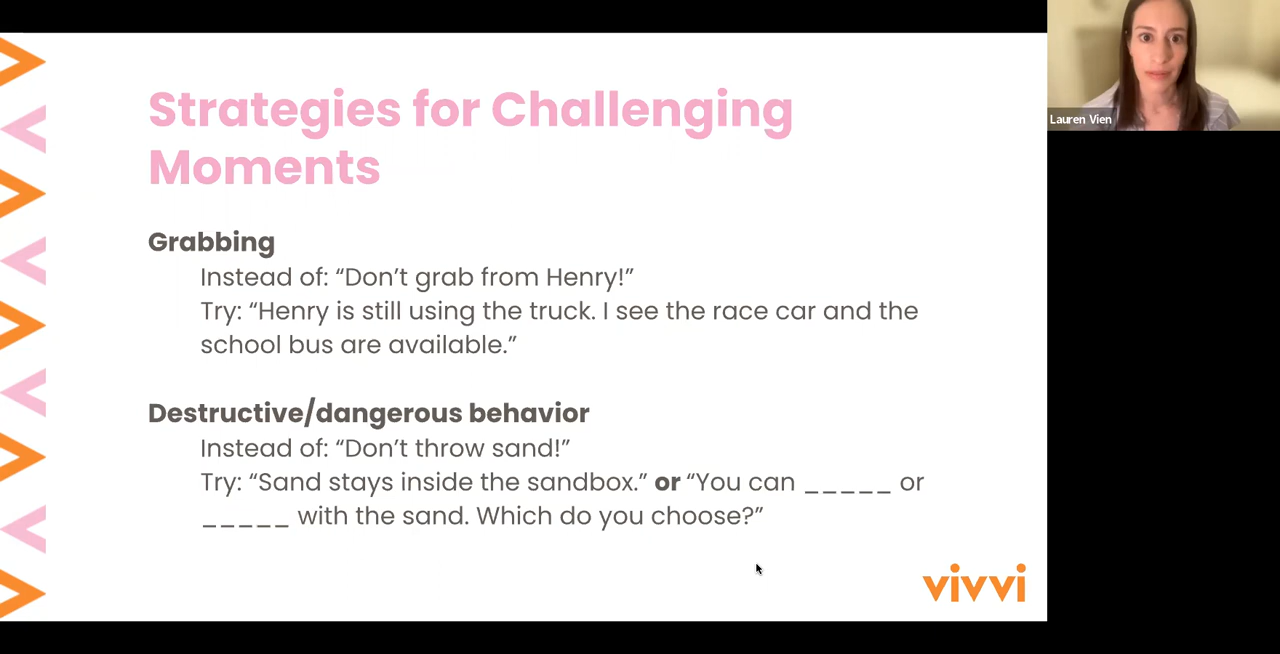 Strategies for Challenging
Moments
Grabbing
Instead of: “Don’t grab from Henry!”
Try: “Henry is still using the truck. I see the race car and the
school bus are available.”
Destructive/dangerous behavior
Instead of: “Don’t throw sand!”
Try: “Sand stays inside the sandbox.” or “You can _____ or
_____ with the sand. Which do you choose?”
vivvi
Lauren Vien